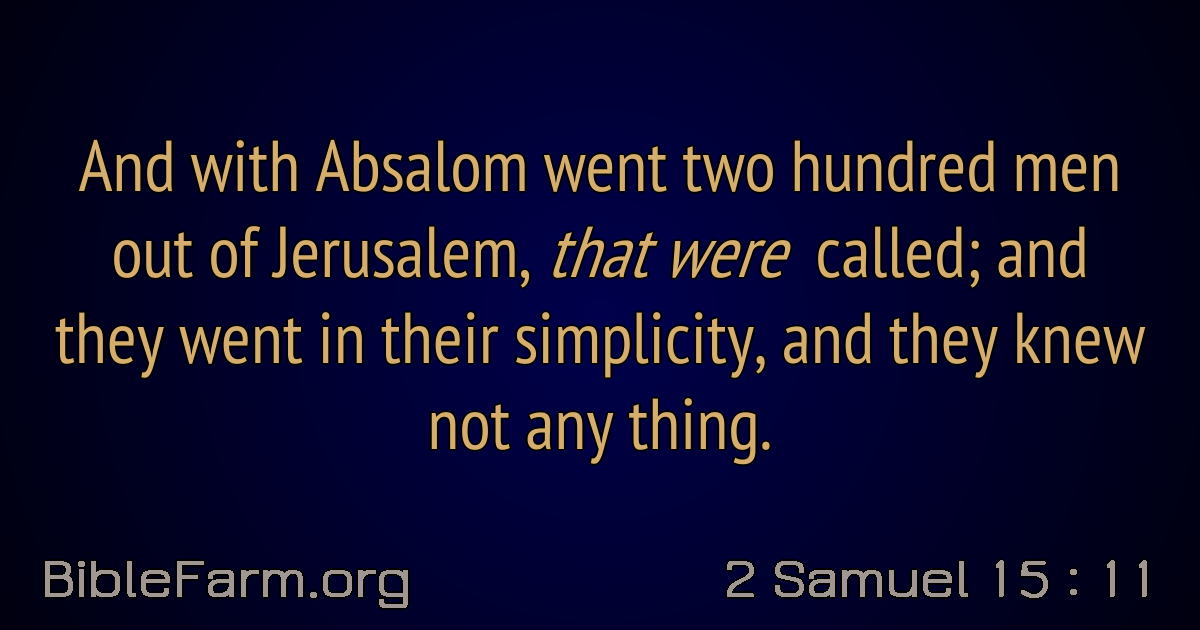 And with Absalom went two hundred men
out of Jerusalem, that were called; and
they went in their simplicity, and they knew
not any thing.
BibleFarm.org
2 Samuel 15 : 11